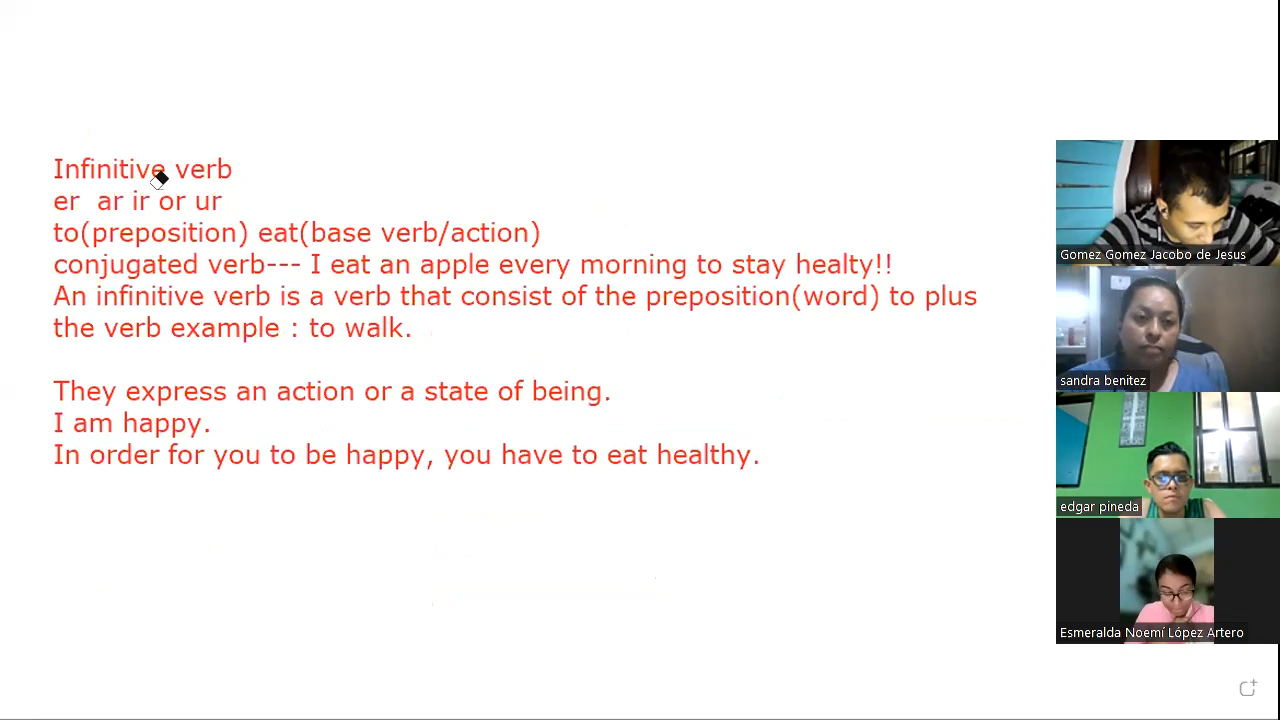 Infinitive verb
er ar ir or ur
to(preposition) eat(base verb/action)
conjugated verb--- I eat an apple every morning to stay healty!!
An infinitive verb is a verb that consist of the preposition(word) to plus
the verb example : to walk.
They express an action or a state of being.
I am happy.
In order for you to be happy, you have to eat healthy.
Gomez Gomez Jacobo de Jesus
sandra benitez
edgar pineda
Esmeralda Noemí López Artero